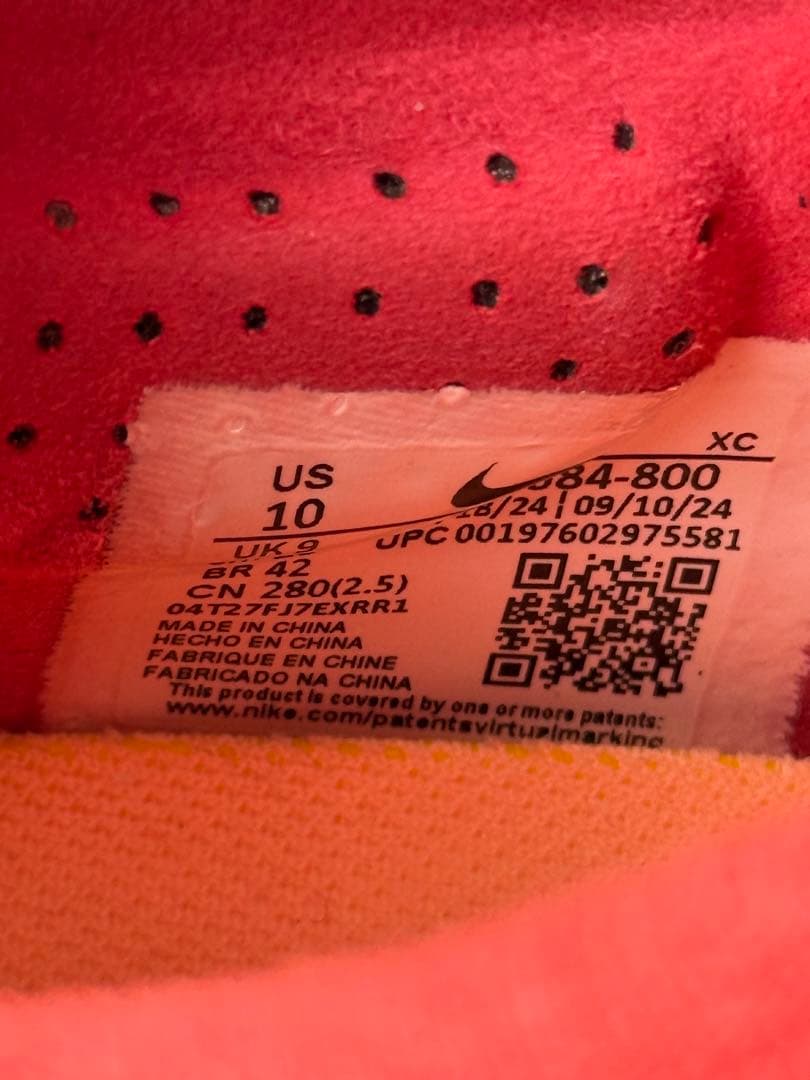 XC
US
10
84-800
/24 | 09/10/24
UPC 00197602975581
UK 9
BR 42
CN 280(2.5)
04T27FJ7EXRR1
MADE IN CHINA
HECHO EN CHINA
FABRIQUE EN CHINE
FABRICADO NA CHINA
This product is covered by one or more patents:
www.nike.com/patentsvirtualmarking